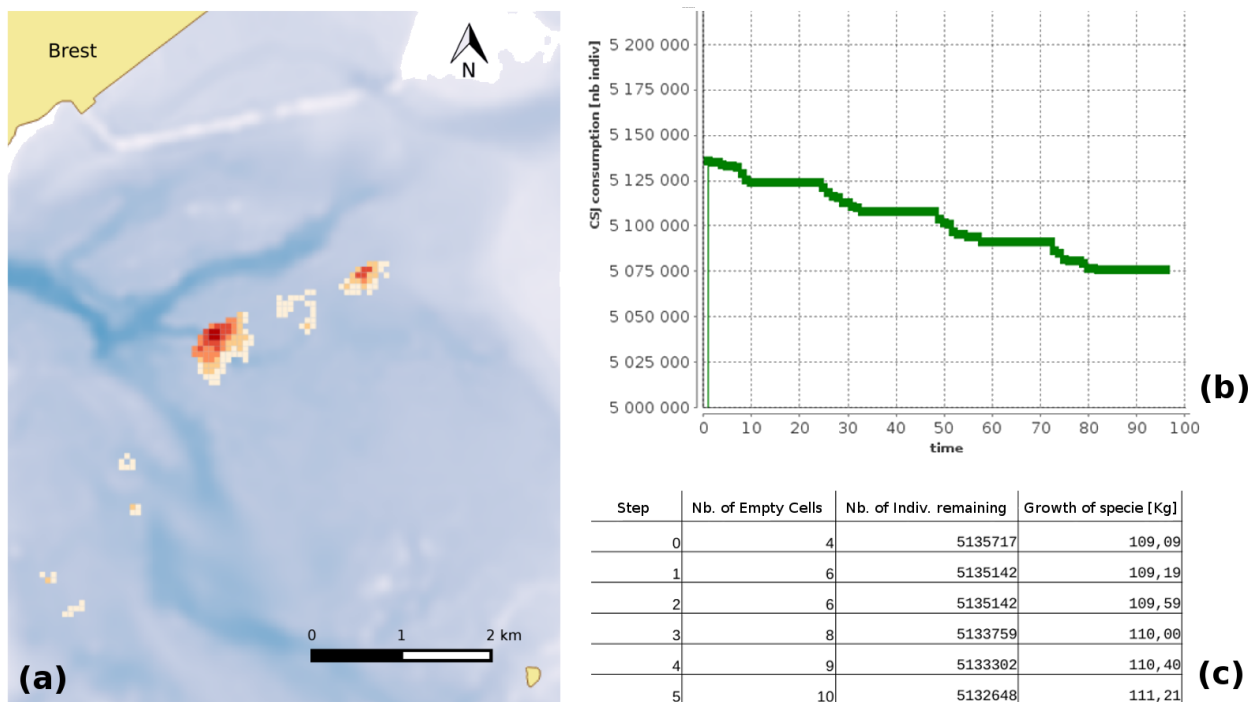 Brest
N
0 1 2 km
(a)
CSJ consumption [nb indiv]
5 200 000
5 175 000
5 150 000
5 125 000
5 100 000
5 075 000
5 050 000
5 025 000
5 000 000
0 10 20 30 40 50 60 70 80 90 100
time
(b)
Step Nb. of Empty Cells Nb. of Indiv. remaining Growth of specie [Kg]
0 4 5135717 109,09
1 6 5135142 109,19
2 6 5135142 109,59
3 8 5133759 110,00
4 9 5133302 110,40
5 10 5132648 111,21
(c)